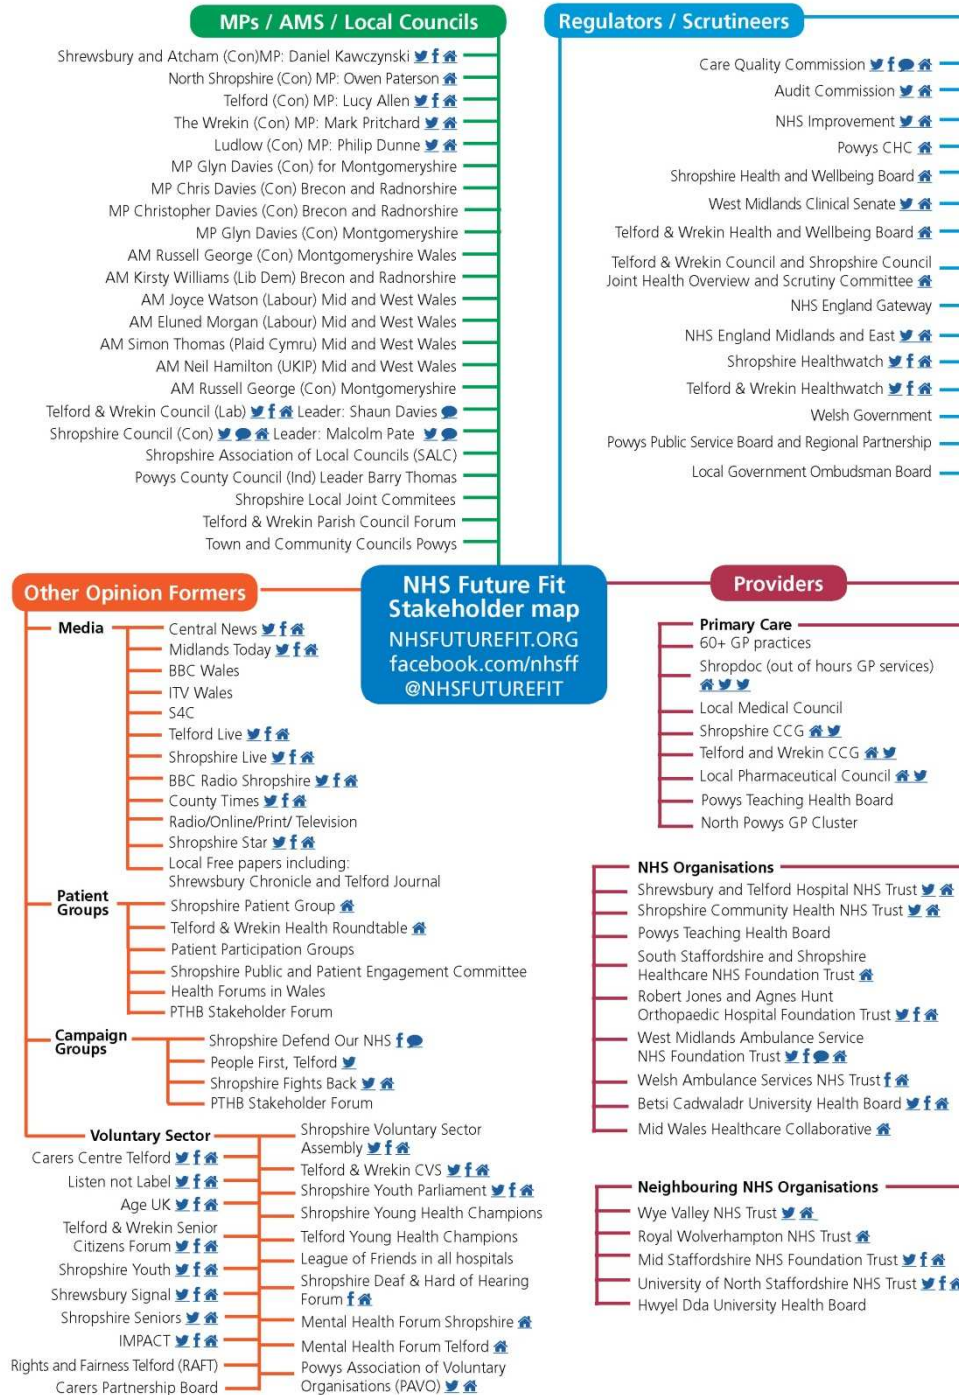 MPs / AMS / Local Councils
Shrewsbury and Atcham (Con)MP: Daniel Kawczynski
North Shropshire (Con) MP: Owen Paterson
Telford (Con) MP: Lucy Allen
The Wrekin (Con) MP: Mark Pritchard
Ludlow (Con) MP: Philip Dunne
MP Glyn Davies (Con) for Montgomeryshire
MP Chris Davies (Con) Brecon and Radnorshire
MP Christopher Davies (Con) Brecon and Radnorshire
MP Glyn Davies (Con) Montgomeryshire
AM Russell George (Con) Montgomeryshire Wales
AM Kirsty Williams (Lib Dem) Brecon and Radnorshire
AM Joyce Watson (Labour) Mid and West Wales
AM Eluned Morgan (Labour) Mid and West Wales
AM Simon Thomas (Plaid Cymru) Mid and West Wales
AM Neil Hamilton (UKIP) Mid and West Wales
AM Russell George (Con) Montgomeryshire
Telford & Wrekin Council (Lab) Leader: Shaun Davies
Shropshire Council (Con) Leader: Malcolm Pate
Shropshire Association of Local Councils (SALC)
Powys County Council (Ind) Leader Barry Thomas
Shropshire Local Joint Commitees
Telford & Wrekin Parish Council Forum
Town and Community Councils Powys
Regulators / Scrutineers
Care Quality Commission
Audit Commission
NHS Improvement
Powys CHC
Shropshire Health and Wellbeing Board
West Midlands Clinical Senate
Telford & Wrekin Health and Wellbeing Board
Telford & Wrekin Council and Shropshire Council
Joint Health Overview and Scrutiny Committee
NHS England Gateway
NHS England Midlands and East
Shropshire Healthwatch
Telford & Wrekin Healthwatch
Welsh Government
Powys Public Service Board and Regional Partnership
Local Government Ombudsman Board
NHS Future Fit
Stakeholder map
NHSFUTUREFIT.ORG
facebook.com/nhsff
@NHSFUTUREFIT
Other Opinion Formers
Media
Central News
Midlands Today
BBC Wales
ITV Wales
S4C
Telford Live
Shropshire Live
BBC Radio Shropshire
County Times
Radio/Online/Print/ Television
Shropshire Star
Local Free papers including:
Shrewsbury Chronicle and Telford Journal
Patient
Groups
Shropshire Patient Group
Telford & Wrekin Health Roundtable
Patient Participation Groups
Shropshire Public and Patient Engagement Committee
Health Forums in Wales
PTHB Stakeholder Forum
Campaign
Groups
Shropshire Defend Our NHS
People First, Telford
Shropshire Fights Back
PTHB Stakeholder Forum
Voluntary Sector
Carers Centre Telford
Listen not Label
Age UK
Telford & Wrekin Senior
Citizens Forum
Shropshire Youth
Shrewsbury Signal
Shropshire Seniors
IMPACT
Rights and Fairness Telford (RAFT)
Carers Partnership Board
Shropshire Voluntary Sector
Assembly
Telford & Wrekin CVS
Shropshire Youth Parliament
Shropshire Young Health Champions
Telford Young Health Champions
League of Friends in all hospitals
Shropshire Deaf & Hard of Hearing
Forum
Mental Health Forum Shropshire
Mental Health Forum Telford
Powys Association of Voluntary
Organisations (PAVO)
Providers
Primary Care
60+ GP practices
Shropdoc (out of hours GP services)
Local Medical Council
Shropshire CCG
Telford and Wrekin CCG
Local Pharmaceutical Council
Powys Teaching Health Board
North Powys GP Cluster
NHS Organisations
Shrewsbury and Telford Hospital NHS Trust
Shropshire Community Health NHS Trust
Powys Teaching Health Board
South Staffordshire and Shropshire
Healthcare NHS Foundation Trust
Robert Jones and Agnes Hunt
Orthopaedic Hospital Foundation Trust
West Midlands Ambulance Service
NHS Foundation Trust
Welsh Ambulance Services NHS Trust
Betsi Cadwaladr University Health Board
Mid Wales Healthcare Collaborative
Neighbouring NHS Organisations
Wye Valley NHS Trust
Royal Wolverhampton NHS Trust
Mid Staffordshire NHS Foundation Trust
University of North Staffordshire NHS Trust
Hwyel Dda University Health Board